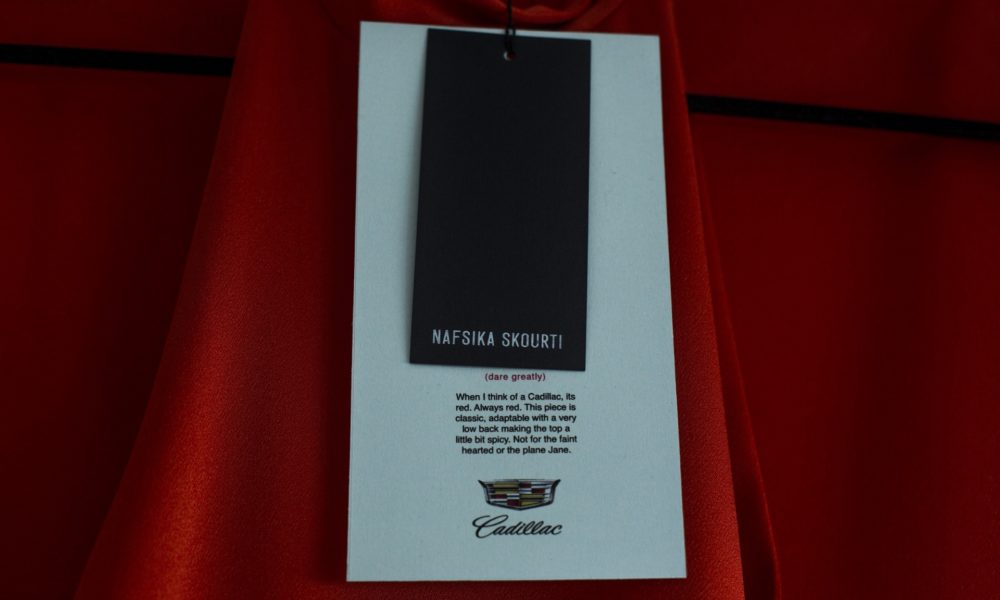 NAFSIKA SKOURTI
(dare greatly)
When I think of a Cadillac, its
red. Always red. This piece is
classic, adaptable with a very
low back making the top a
little bit spicy. Not for the faint
hearted or the plane Jane.
Cadillac